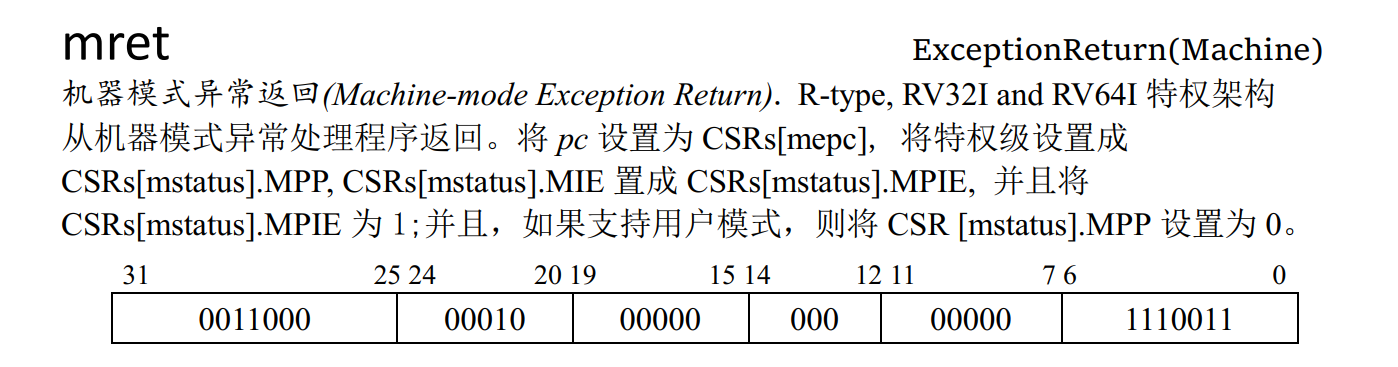 mret ExceptionReturn(Machine)
机器模式异常返回(Machine-mode Exception Return). R-type, RV32I and RV64I 特权架构
从机器模式异常处理程序返回。将 pc 设置为 CSRs[mepc], 将特权级设置成
CSRs[mstatus].MPP, CSRs[mstatus].MIE 置成 CSRs[mstatus].MPIE, 并且将
CSRs[mstatus].MPIE 为 1;并且，如果支持用户模式，则将 CSR [mstatus].MPP 设置为 0。
31 25 24 20 19 15 14 12 11 7 6 0
0011000 00010 00000 000 00000 1110011